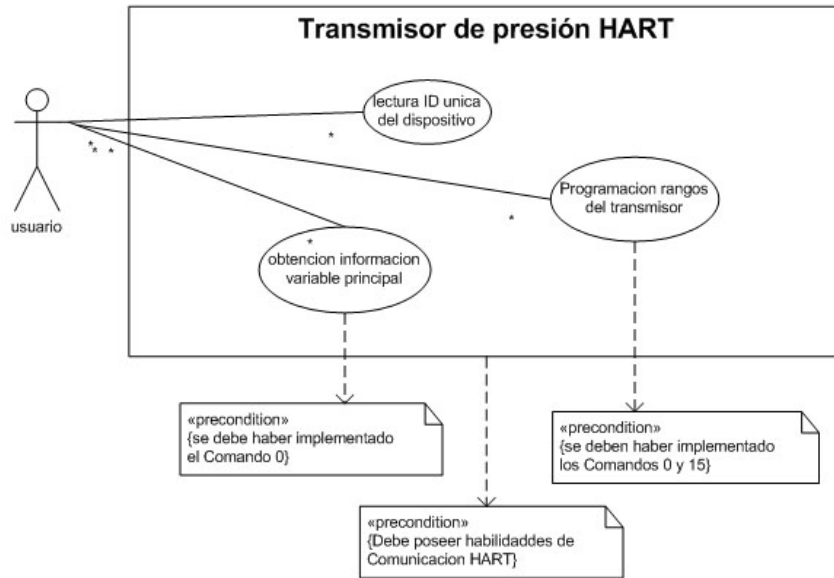 Transmisor de presión HART
lectura ID unica
del dispositivo
*
*
*
*
Programacion rangos
del transmisor
*
usuario
*
obtencion informacion
variable principal
«precondition»
{se debe haber implementado
el Comando 0}
«precondition»
{se deben haber implementado
los Comandos 0 y 15}
«precondition»
{Debe poseer habilidaddes de
Comunicacion HART}